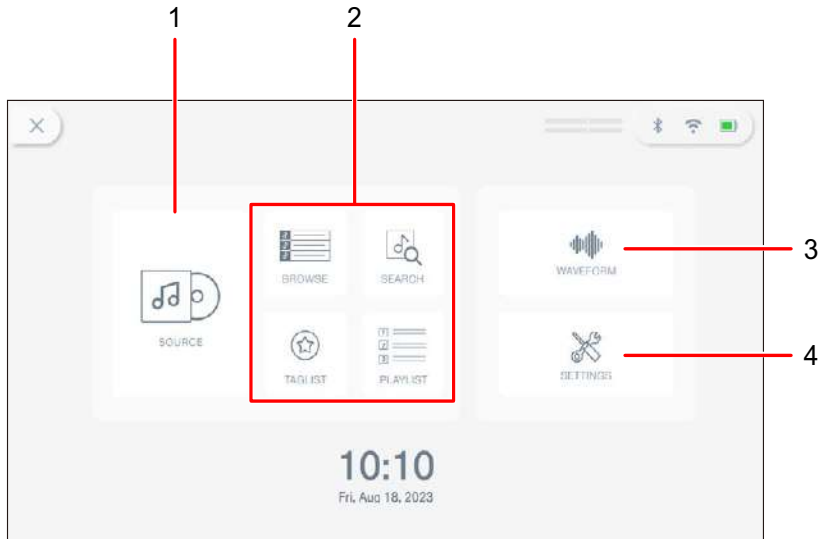 1
2
BROWSE
SEARCH
WAVEFORM
3
SOURCE
TAGLIST
PLAYLIST
SETTINGS
4
10:10
Fri, Aug 18, 2023